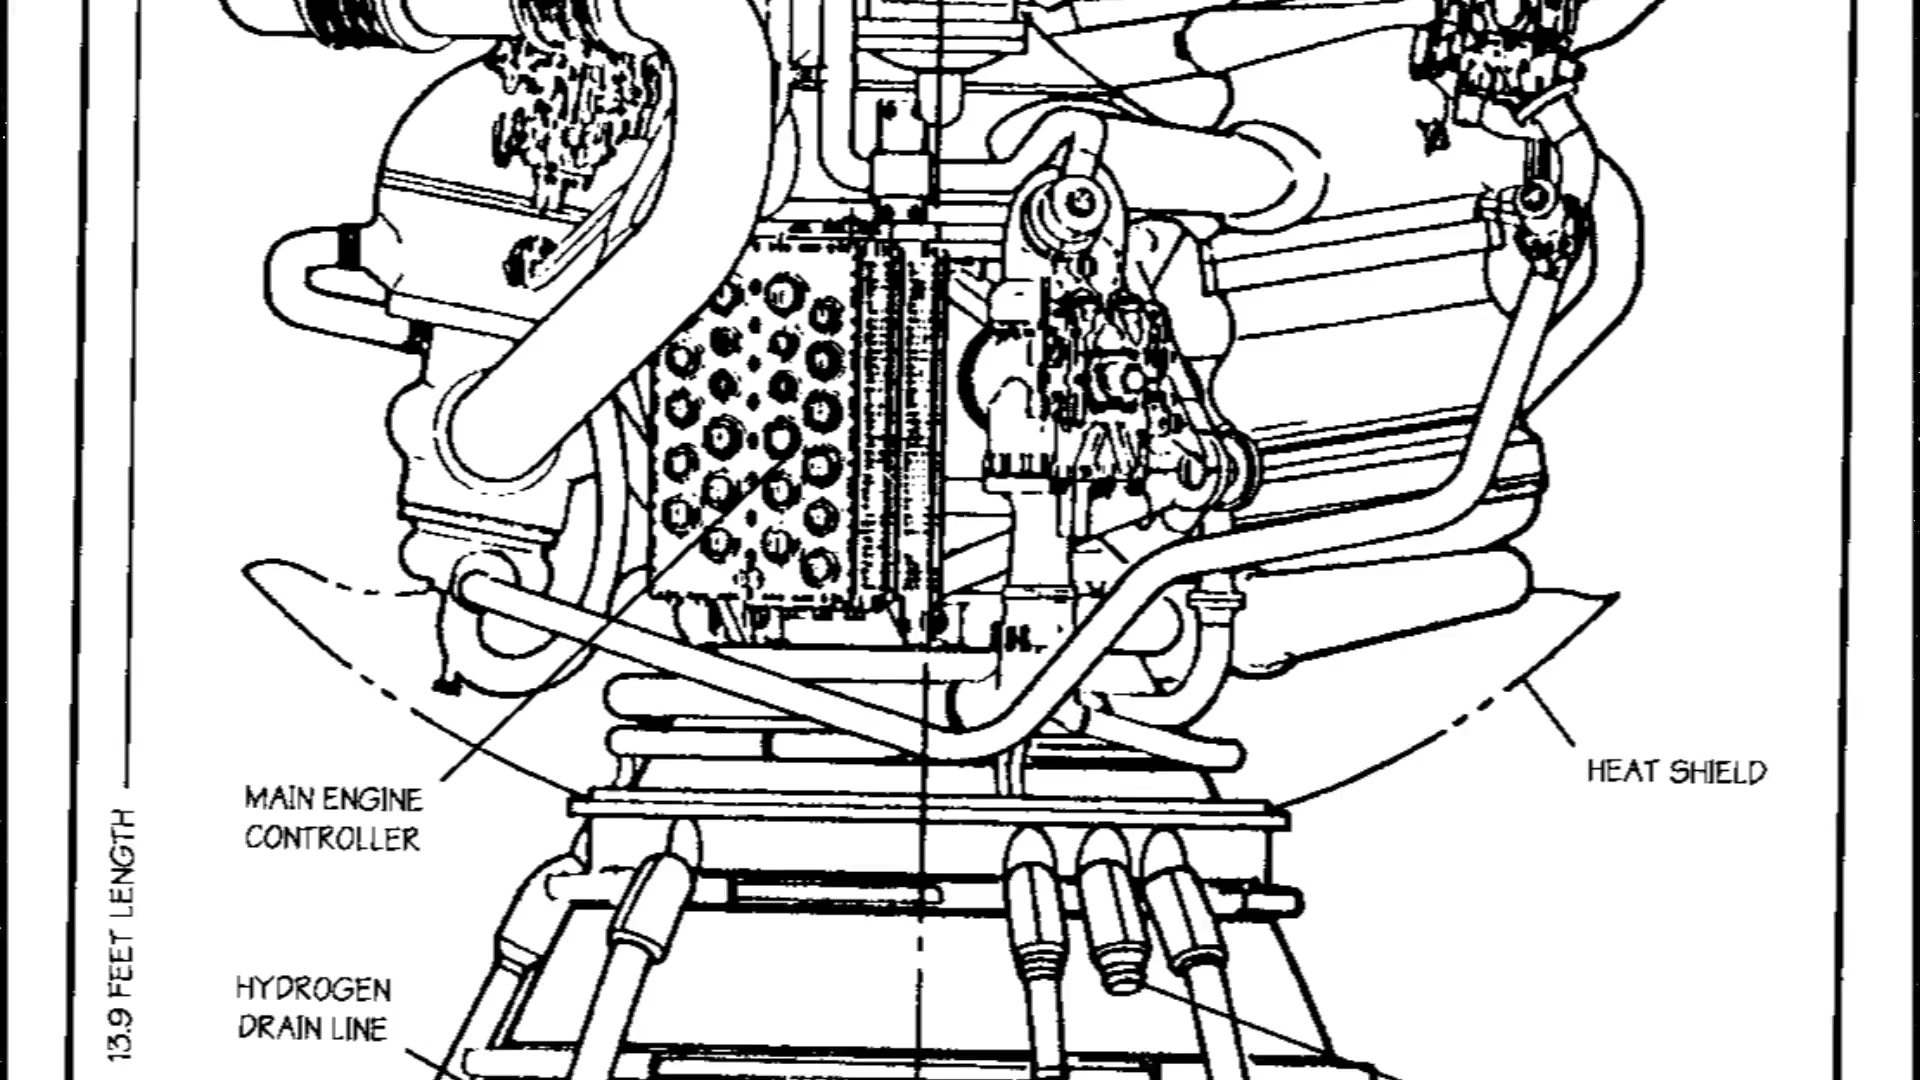 MAIN ENGINE
CONTROLLER
HEAT SHIELD
13.9 FEET LENGTH
HYDROGEN
DRAIN LINE